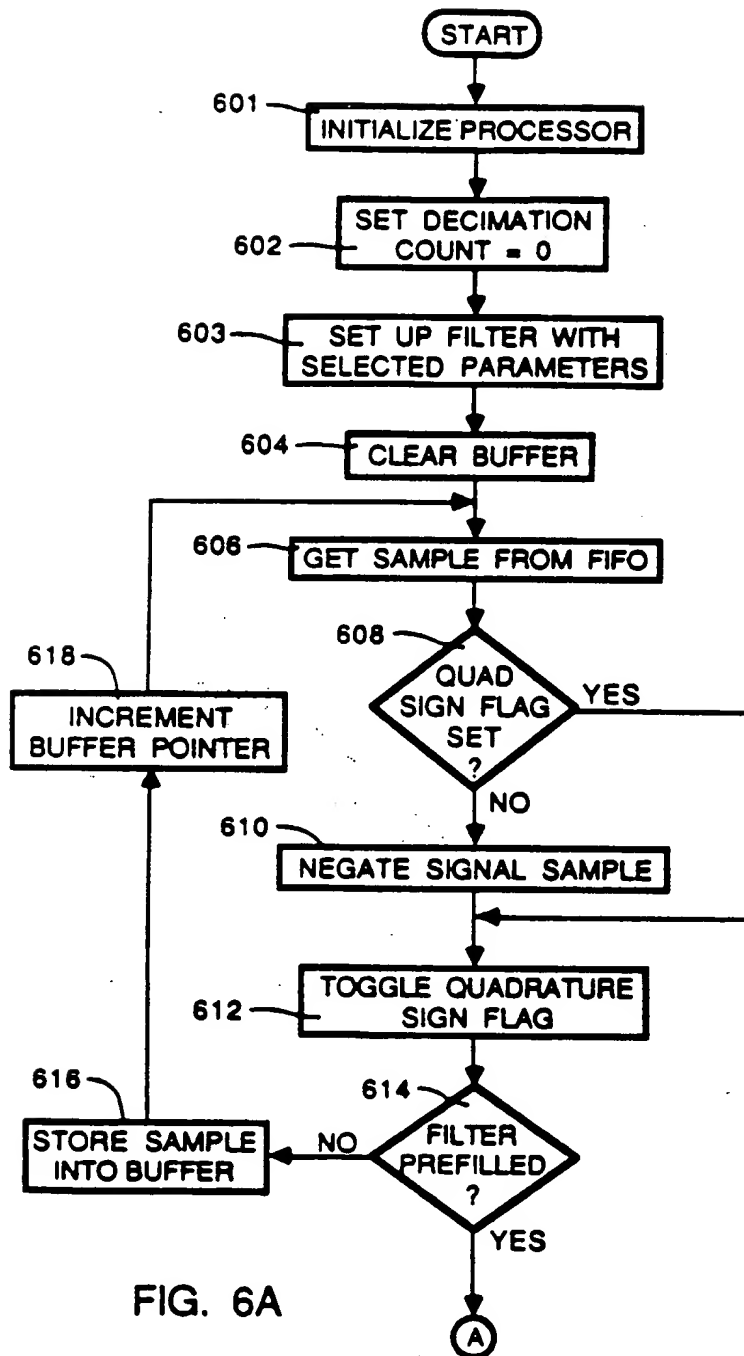 START
601
INITIALIZE PROCESSOR
SET DECIMATION
COUNT = 0
602
603
SET UP FILTER WITH
SELECTED PARAMETERS
604
CLEAR BUFFER
606
GET SAMPLE FROM FIFO
608
QUAD
SIGN FLAG
SET
?
YES
NO
618
INCREMENT
BUFFER POINTER
610
NEGATE SIGNAL SAMPLE
TOGGLE QUADRATURE
SIGN FLAG
612
614
FILTER
PREFILLED
?
NO
YES
616
STORE SAMPLE
INTO BUFFER
FIG. 6A
A